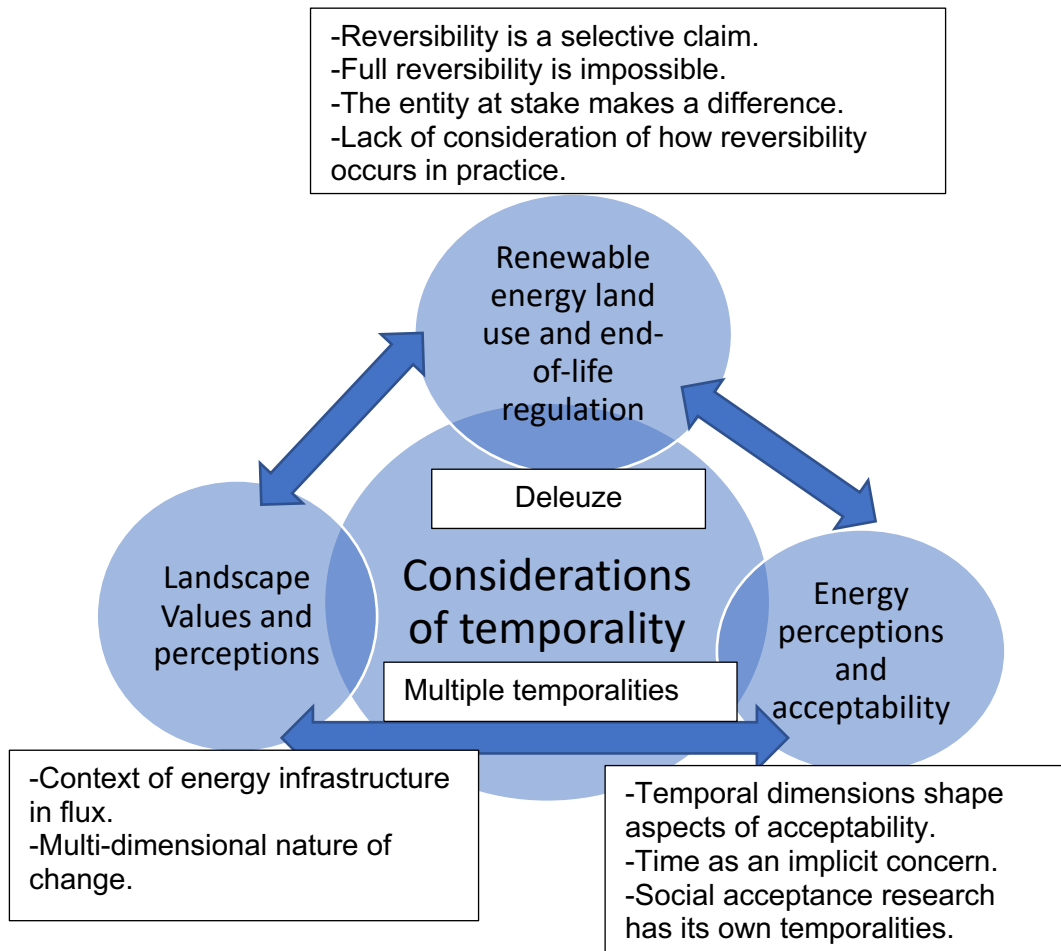 -Reversibility is a selective claim.
-Full reversibility is impossible.
-The entity at stake makes a difference.
-Lack of consideration of how reversibility
occurs in practice.
Renewable
energy land
use and end-
of-life
regulation
Deleuze
Considerations
of temporality
Multiple temporalities
Landscape
Values and
perceptions
Energy
perceptions
and
acceptability
-Context of energy infrastructure
in flux.
-Multi-dimensional nature of
change.
-Temporal dimensions shape
aspects of acceptability.
-Time as an implicit concern.
-Social acceptance research
has its own temporalities.